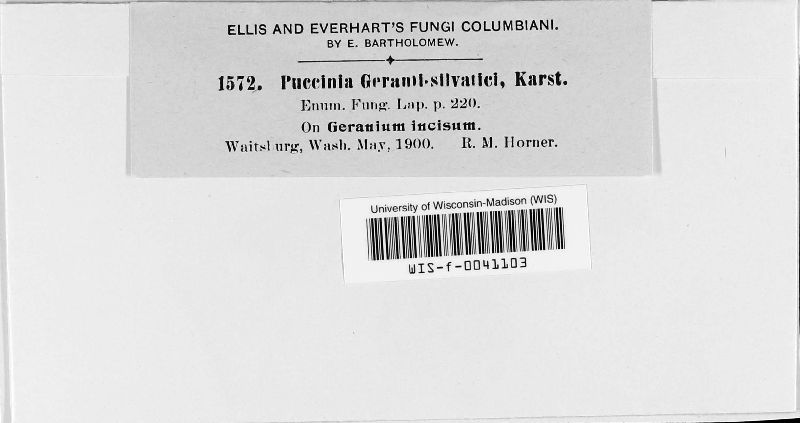 ELLIS AND EVERHART'S FUNGI COLUMBIANI.
BY E. BARTHOLOMEW.
1572. Puccinia Geranii-silvatici, Karst.
Enum. Fung. Lap. p. 220.
On Geranium incisum.
Waitsburg, Wash. May, 1900. R. M. Horner.
University of Wisconsin-Madison (WIS)
WIS-f-0041103